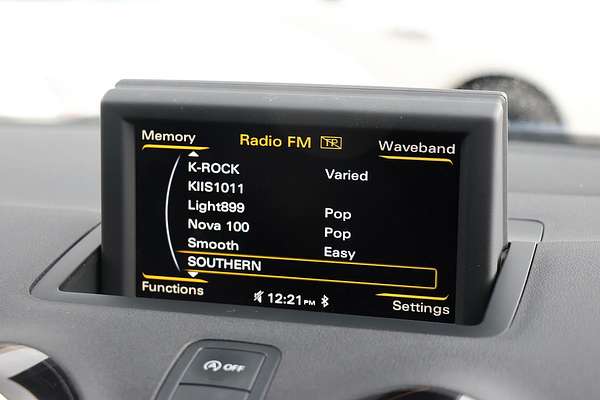 Memory
Radio FM TP
Waveband
K-ROCK Varied
KIIS1011
Light899 Pop
Nova 100 Pop
Smooth Easy
SOUTHERN
Functions
12:21 PM
Settings
A OFF